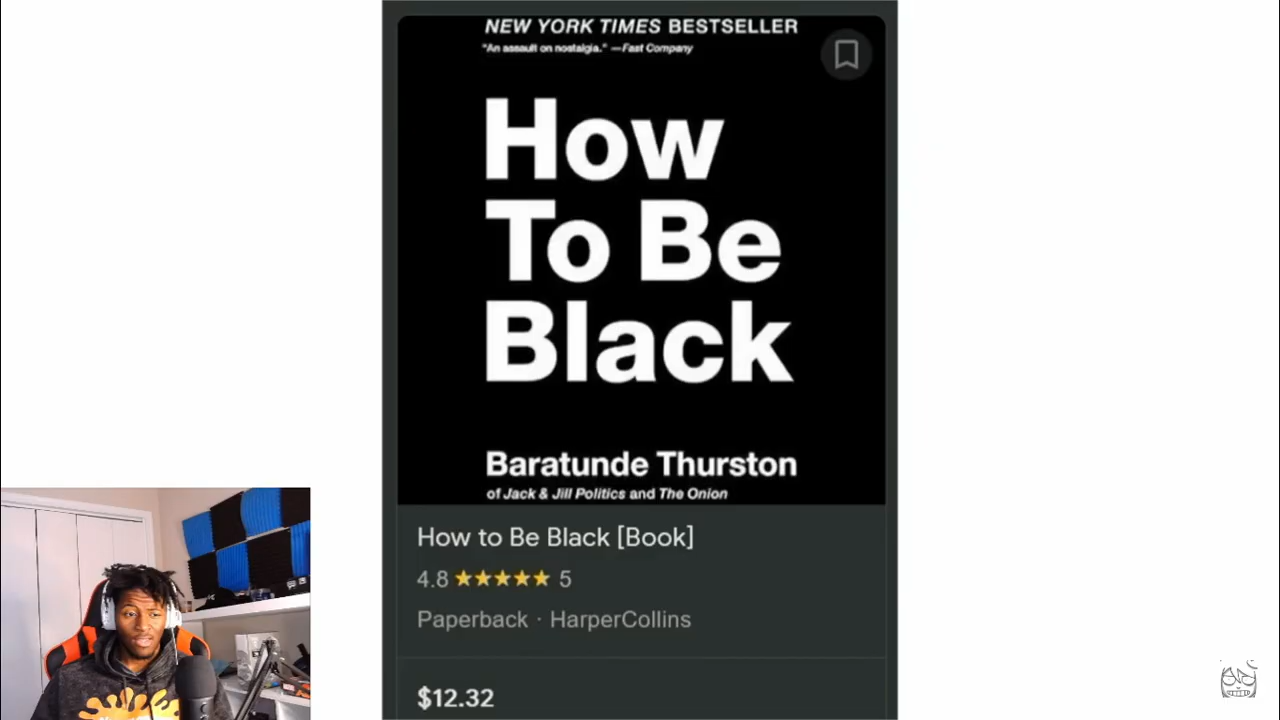 NEW YORK TIMES BESTSELLER
"An assault on nostalgia." —Fast Company
How
To Be
Black
Baratunde Thurston
of Jack & Jill Politics and The Onion
How to Be Black [Book]
4.8 ★★★★★ 5
Paperback · HarperCollins
$12.32